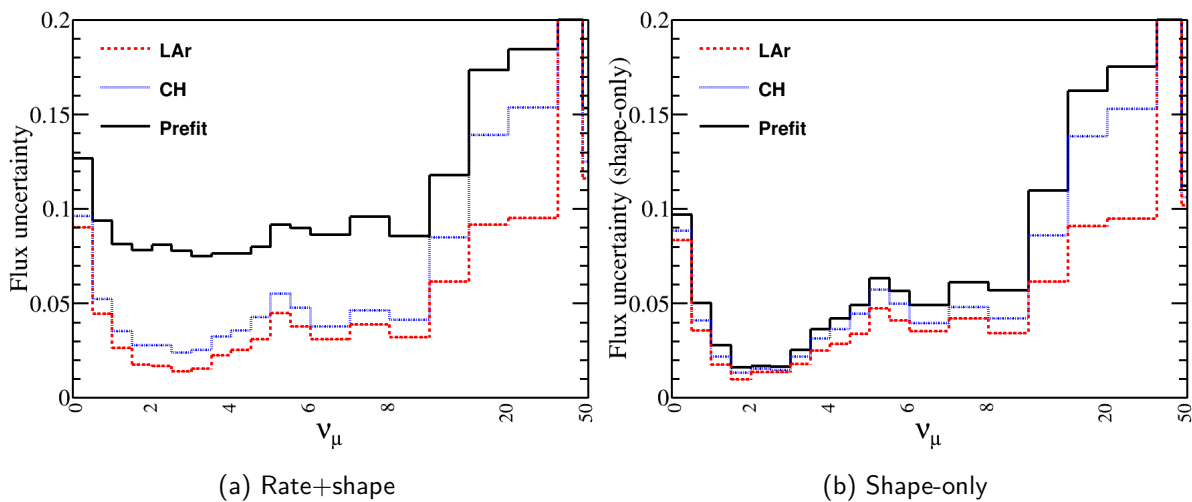 0.2
0.15
0.1
0.05
0
Flux uncertainty
LAr
CH
Prefit
0 2 4 6 8 20 50
νμ
(a) Rate+shape
0.2
0.15
0.1
0.05
0
Flux uncertainty (shape-only)
LAr
CH
Prefit
0 2 4 6 8 20 50
νμ
(b) Shape-only